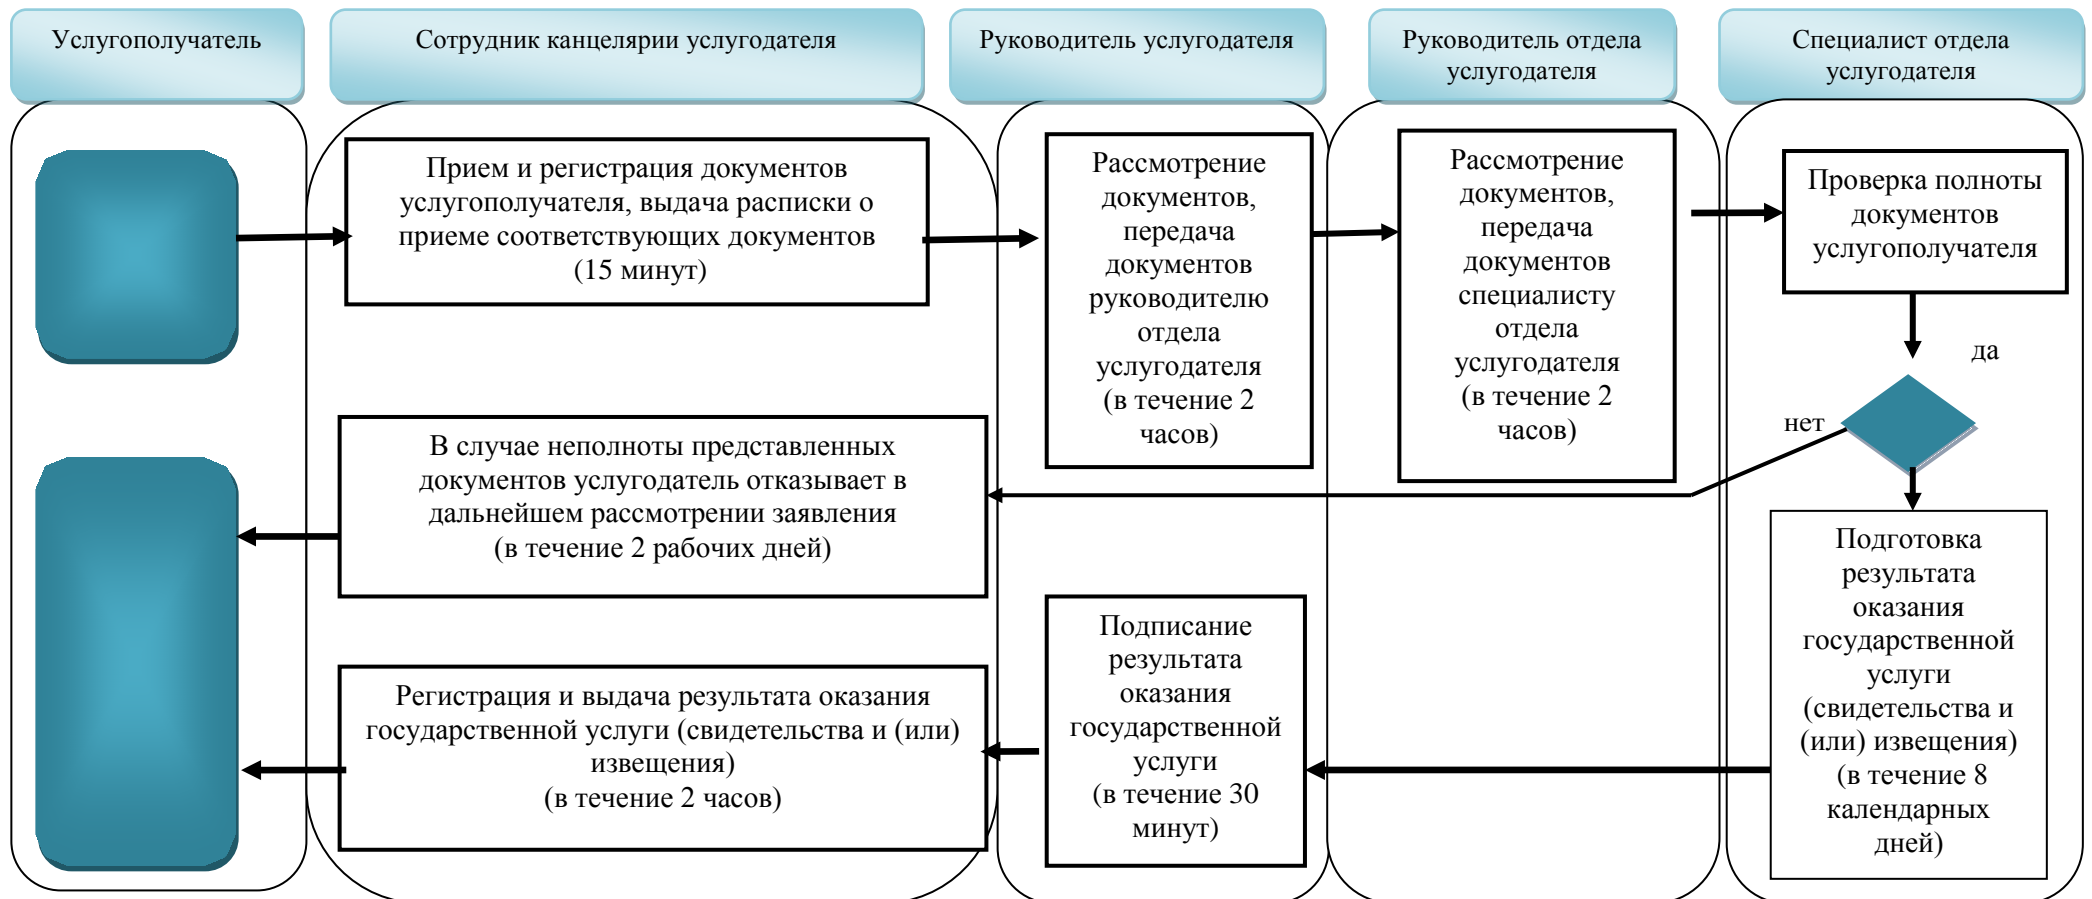 Услугополучатель
Сотрудник канцелярии услугодателя
Руководитель услугодателя
Руководитель отдела
услугодателя
Специалист отдела
услугодателя
Прием и регистрация документов
услугополучателя, выдача расписки о
приеме соответствующих документов
(15 минут)
Рассмотрение
документов,
передача
документов
руководителю
отдела
услугодателя
(в течение 2
часов)
Рассмотрение
документов,
передача
документов
специалисту
отдела
услугодателя
(в течение 2
часов)
Проверка полноты
документов
услугополучателя
да
нет
В случае неполноты представленных
документов услугодатель отказывает в
дальнейшем рассмотрении заявления
(в течение 2 рабочих дней)
Подготовка
результата
оказания
государственной
услуги
(свидетельства и
(или) извещения)
(в течение 8
календарных
дней)
Подписание
результата
оказания
государственной
услуги
(в течение 30
минут)
Регистрация и выдача результата оказания
государственной услуги (свидетельства и (или)
извещения)
(в течение 2 часов)